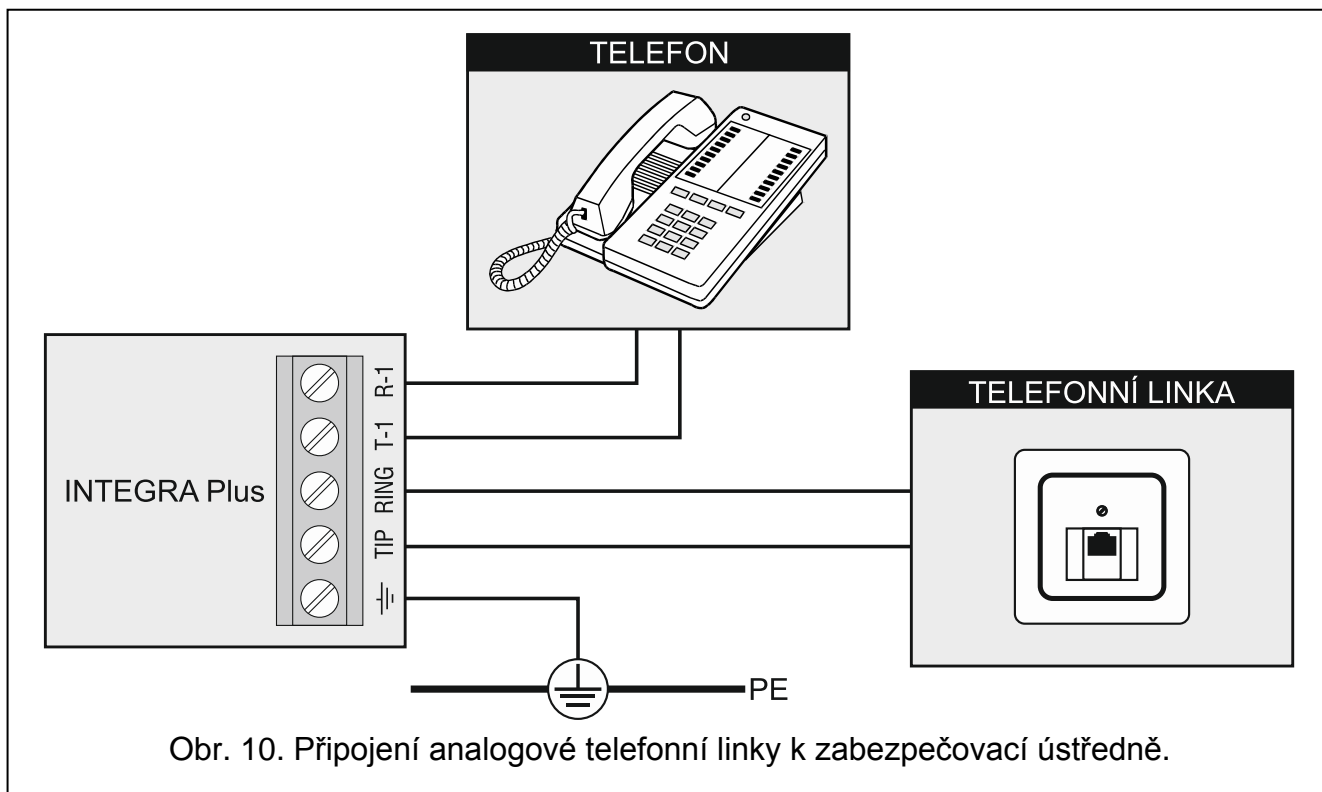 TELEFON
INTEGRA Plus
R-1
T-1
RING
TIP
TELEFONNÍ LINKA
PE
Obr. 10. Připojení analogové telefonní linky k zabezpečovací ústředně.